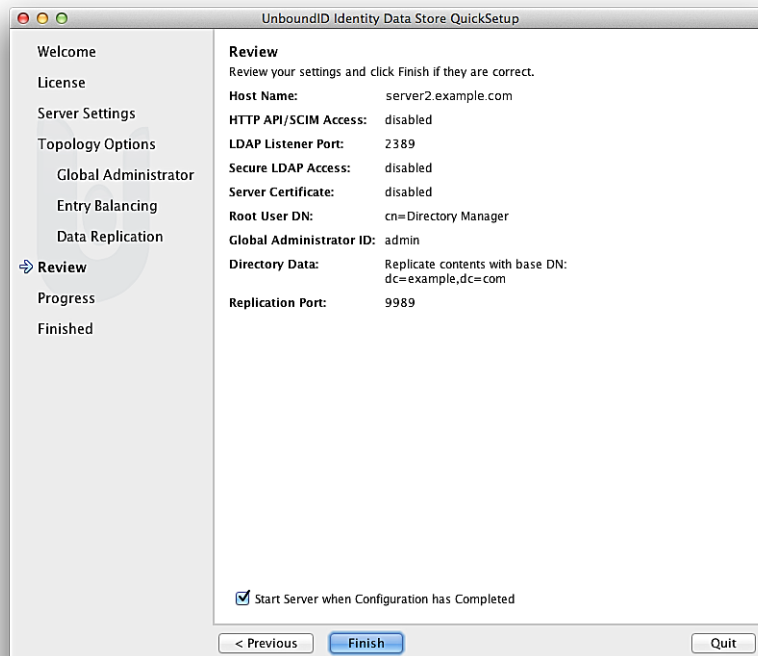 UnboundID Identity Data Store QuickSetup
Welcome
License
Server Settings
Topology Options
Global Administrator
Entry Balancing
Data Replication
Review
Progress
Finished
Review
Review your settings and click Finish if they are correct.
Host Name: server2.example.com
HTTP API/SCIM Access: disabled
LDAP Listener Port: 2389
Secure LDAP Access: disabled
Server Certificate: disabled
Root User DN: cn=Directory Manager
Global Administrator ID: admin
Directory Data: Replicate contents with base DN:
dc=example,dc=com
Replication Port: 9989
Start Server when Configuration has Completed
< Previous
Finish
Quit